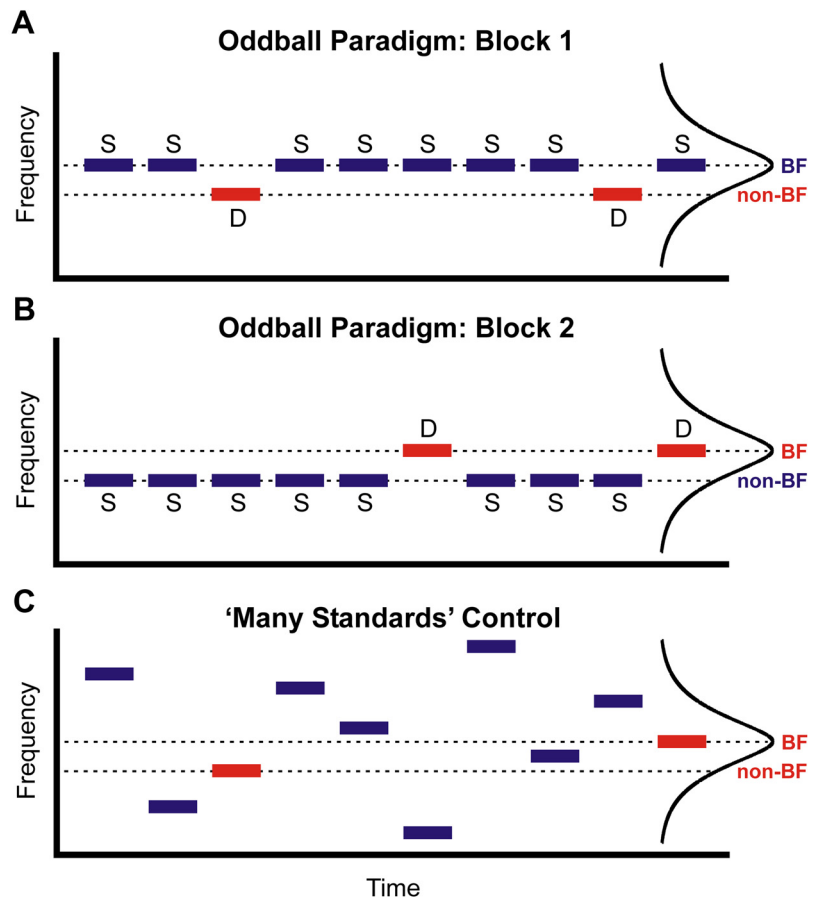 A
Oddball Paradigm: Block 1
Frequency
S S S S S S S S
BF
non-BF
D D
B
Oddball Paradigm: Block 2
Frequency
D D
BF
non-BF
S S S S S S S S
C
‘Many Standards’ Control
Frequency
BF
non-BF
Time